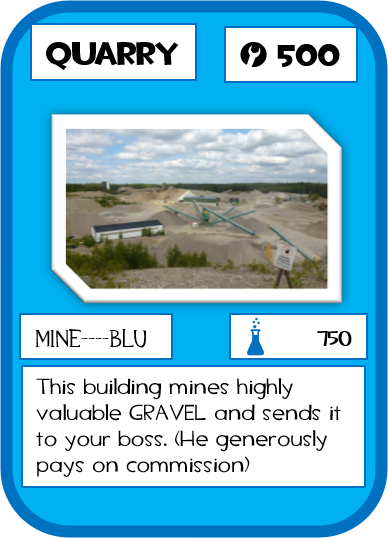 QUARRY
500
MINE----BLU
750
This building mines highly
valuable GRAVEL and sends it
to your boss. (He generously
pays on commission)